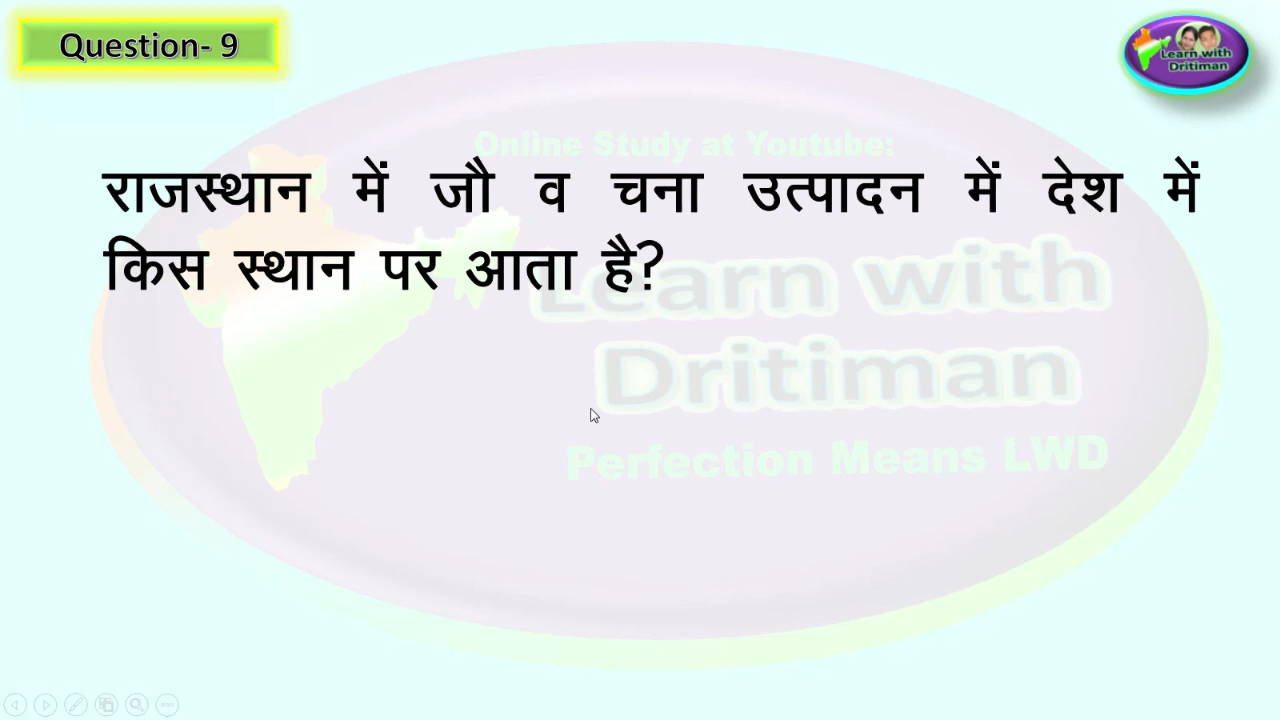 Question- 9
Learn with
Dritiman
Online Study at Youtube:
राजस्थान में जौ व चना उत्पादन में देश में
किस स्थान पर आता है?
Learn with
Dritiman
Perfection Means LWD